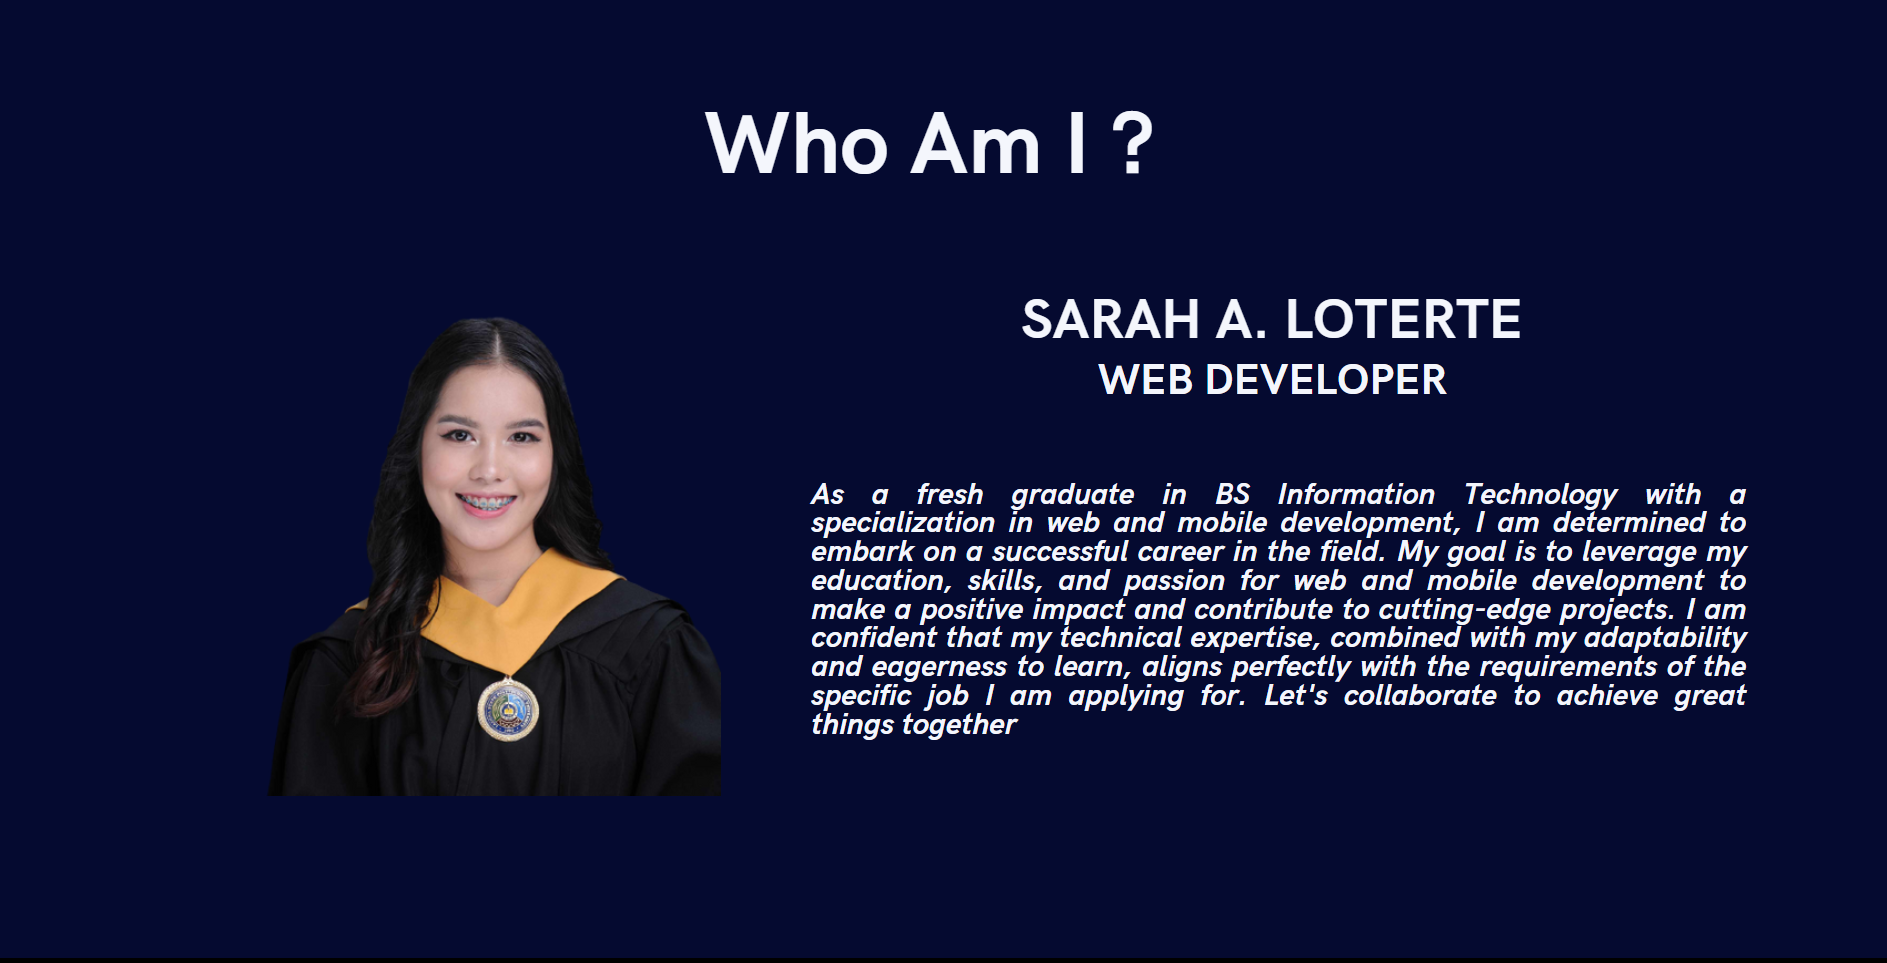 Who Am I ?
SARAH A. LOTERTE
WEB DEVELOPER
As a fresh graduate in BS Information Technology with a
specialization in web and mobile development, I am determined to
embark on a successful career in the field. My goal is to leverage my
education, skills, and passion for web and mobile development to
make a positive impact and contribute to cutting-edge projects. I am
confident that my technical expertise, combined with my adaptability
and eagerness to learn, aligns perfectly with the requirements of the
specific job I am applying for. Let's collaborate to achieve great
things together